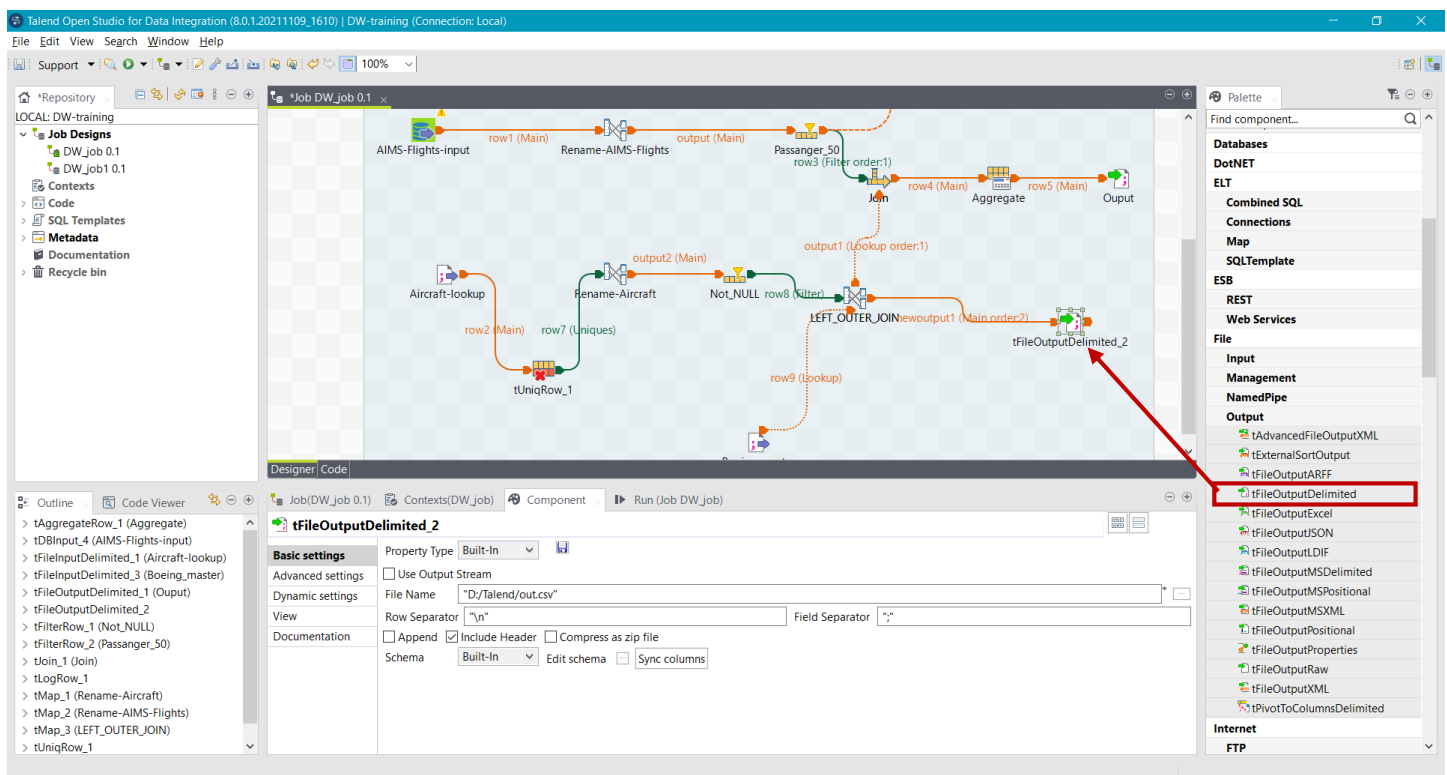 Talend Open Studio for Data Integration (8.0.1.20211109_1610) | DW-training (Connection: Local)
File Edit View Search Window Help
Support 100%
*Repository
LOCAL: DW-training
Job Designs
DW_job 0.1
DW_job1 0.1
Contexts
Code
SQL Templates
Metadata
Documentation
Recycle bin
*Job DW_job 0.1
row1 (Main)
output (Main)
AIMS-Flights-input
Rename-AIMS-Flights
Passanger_50
row3 (Filter order:1)
row4 (Main)
row5 (Main)
Join
Aggregate
Ouput
output1 (Lookup order:1)
output2 (Main)
Aircraft-lookup
Rename-Aircraft
Not_NULL
row8 (Filter)
LEFT_OUTER_JOIN
newoutput1 (Main order:2)
row2 (Main)
row7 (Uniques)
tFileOutputDelimited_2
row9 (Lookup)
tUniqRow_1
Designer Code
Palette
Find component...
Databases
DotNET
ELT
Combined SQL
Connections
Map
SQLTemplate
ESB
REST
Web Services
File
Input
Management
NamedPipe
Output
tAdvancedFileOutputXML
tExternalSortOutput
tFileOutputARFF
tFileOutputDelimited
tFileOutputExcel
tFileOutputJSON
tFileOutputLDIF
tFileOutputMSDelimited
tFileOutputMSPositional
tFileOutputMSXML
tFileOutputPositional
tFileOutputProperties
tFileOutputRaw
tFileOutputXML
tPivotToColumnsDelimited
Internet
FTP
Outline Code Viewer
tAggregateRow_1 (Aggregate)
tDBInput_4 (AIMS-Flights-input)
tFileInputDelimited_1 (Aircraft-lookup)
tFileInputDelimited_3 (Boeing_master)
tFileOutputDelimited_1 (Ouput)
tFileOutputDelimited_2
tFilterRow_1 (Not_NULL)
tFilterRow_2 (Passanger_50)
tJoin_1 (Join)
tLogRow_1
tMap_1 (Rename-Aircraft)
tMap_2 (Rename-AIMS-Flights)
tMap_3 (LEFT_OUTER_JOIN)
tUniqRow_1
Job(DW_job 0.1) Contexts(DW_job) Component Run (Job DW_job)
tFileOutputDelimited_2
Basic settings
Advanced settings
Dynamic settings
View
Documentation
Property Type Built-In
Use Output Stream
File Name "D:/Talend/out.csv" *
Row Separator "\n" Field Separator ";"
Append Include Header Compress as zip file
Schema Built-In Edit schema Sync columns